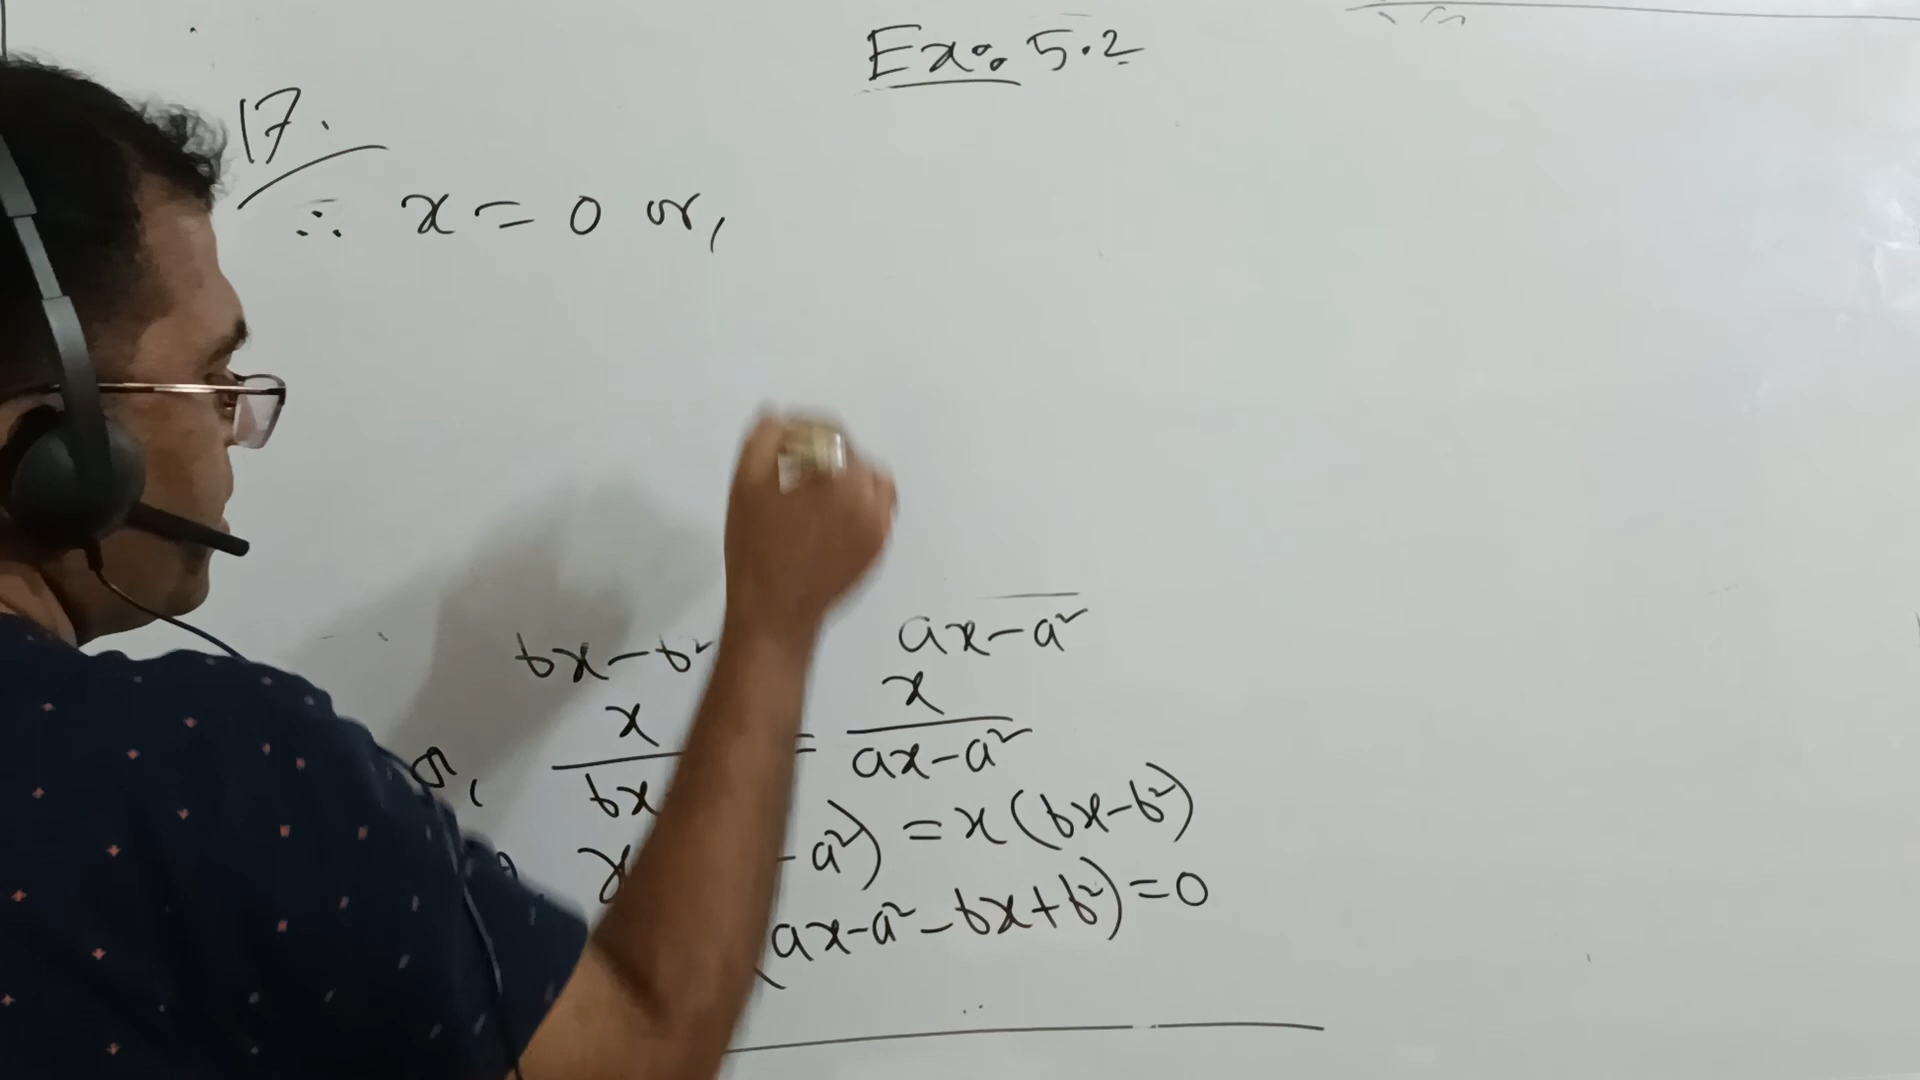 Ex: 5.2
17.
∴ x = 0 or,
bx-b² ax-a²
or, x/bx = x/ax-a²
x -a²) = x(bx-b²)
(ax-a²-bx+b²)=0